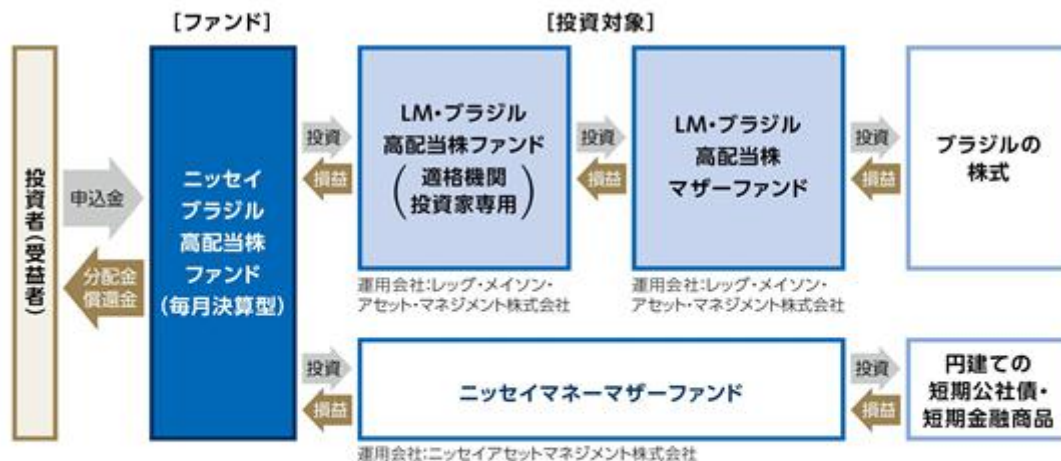 [ファンド]
[投資対象]
投資者(受益者)
申込金
分配金
償還金
ニッセイ
ブラジル
高配当株
ファンド
(毎月決算型)
投資
損益
LM・ブラジル
高配当株ファンド
(適格機関
投資家専用)
運用会社:レッグ・メイソン・
アセット・マネジメント株式会社
投資
損益
LM・ブラジル
高配当株
マザーファンド
運用会社:レッグ・メイソン・
アセット・マネジメント株式会社
投資
損益
ブラジルの
株式
投資
損益
ニッセイマネーマザーファンド
運用会社:ニッセイアセットマネジメント株式会社
投資
損益
円建ての
短期公社債・
短期金融商品